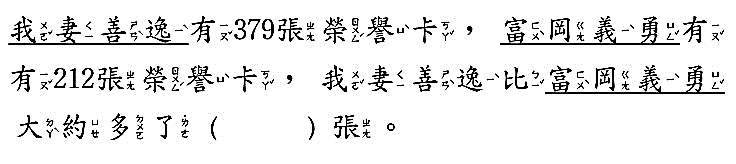 我妻善逸有379張榮譽卡，富岡義勇有
有212張榮譽卡，我妻善逸比富岡義勇
大約多了（　　　）張。